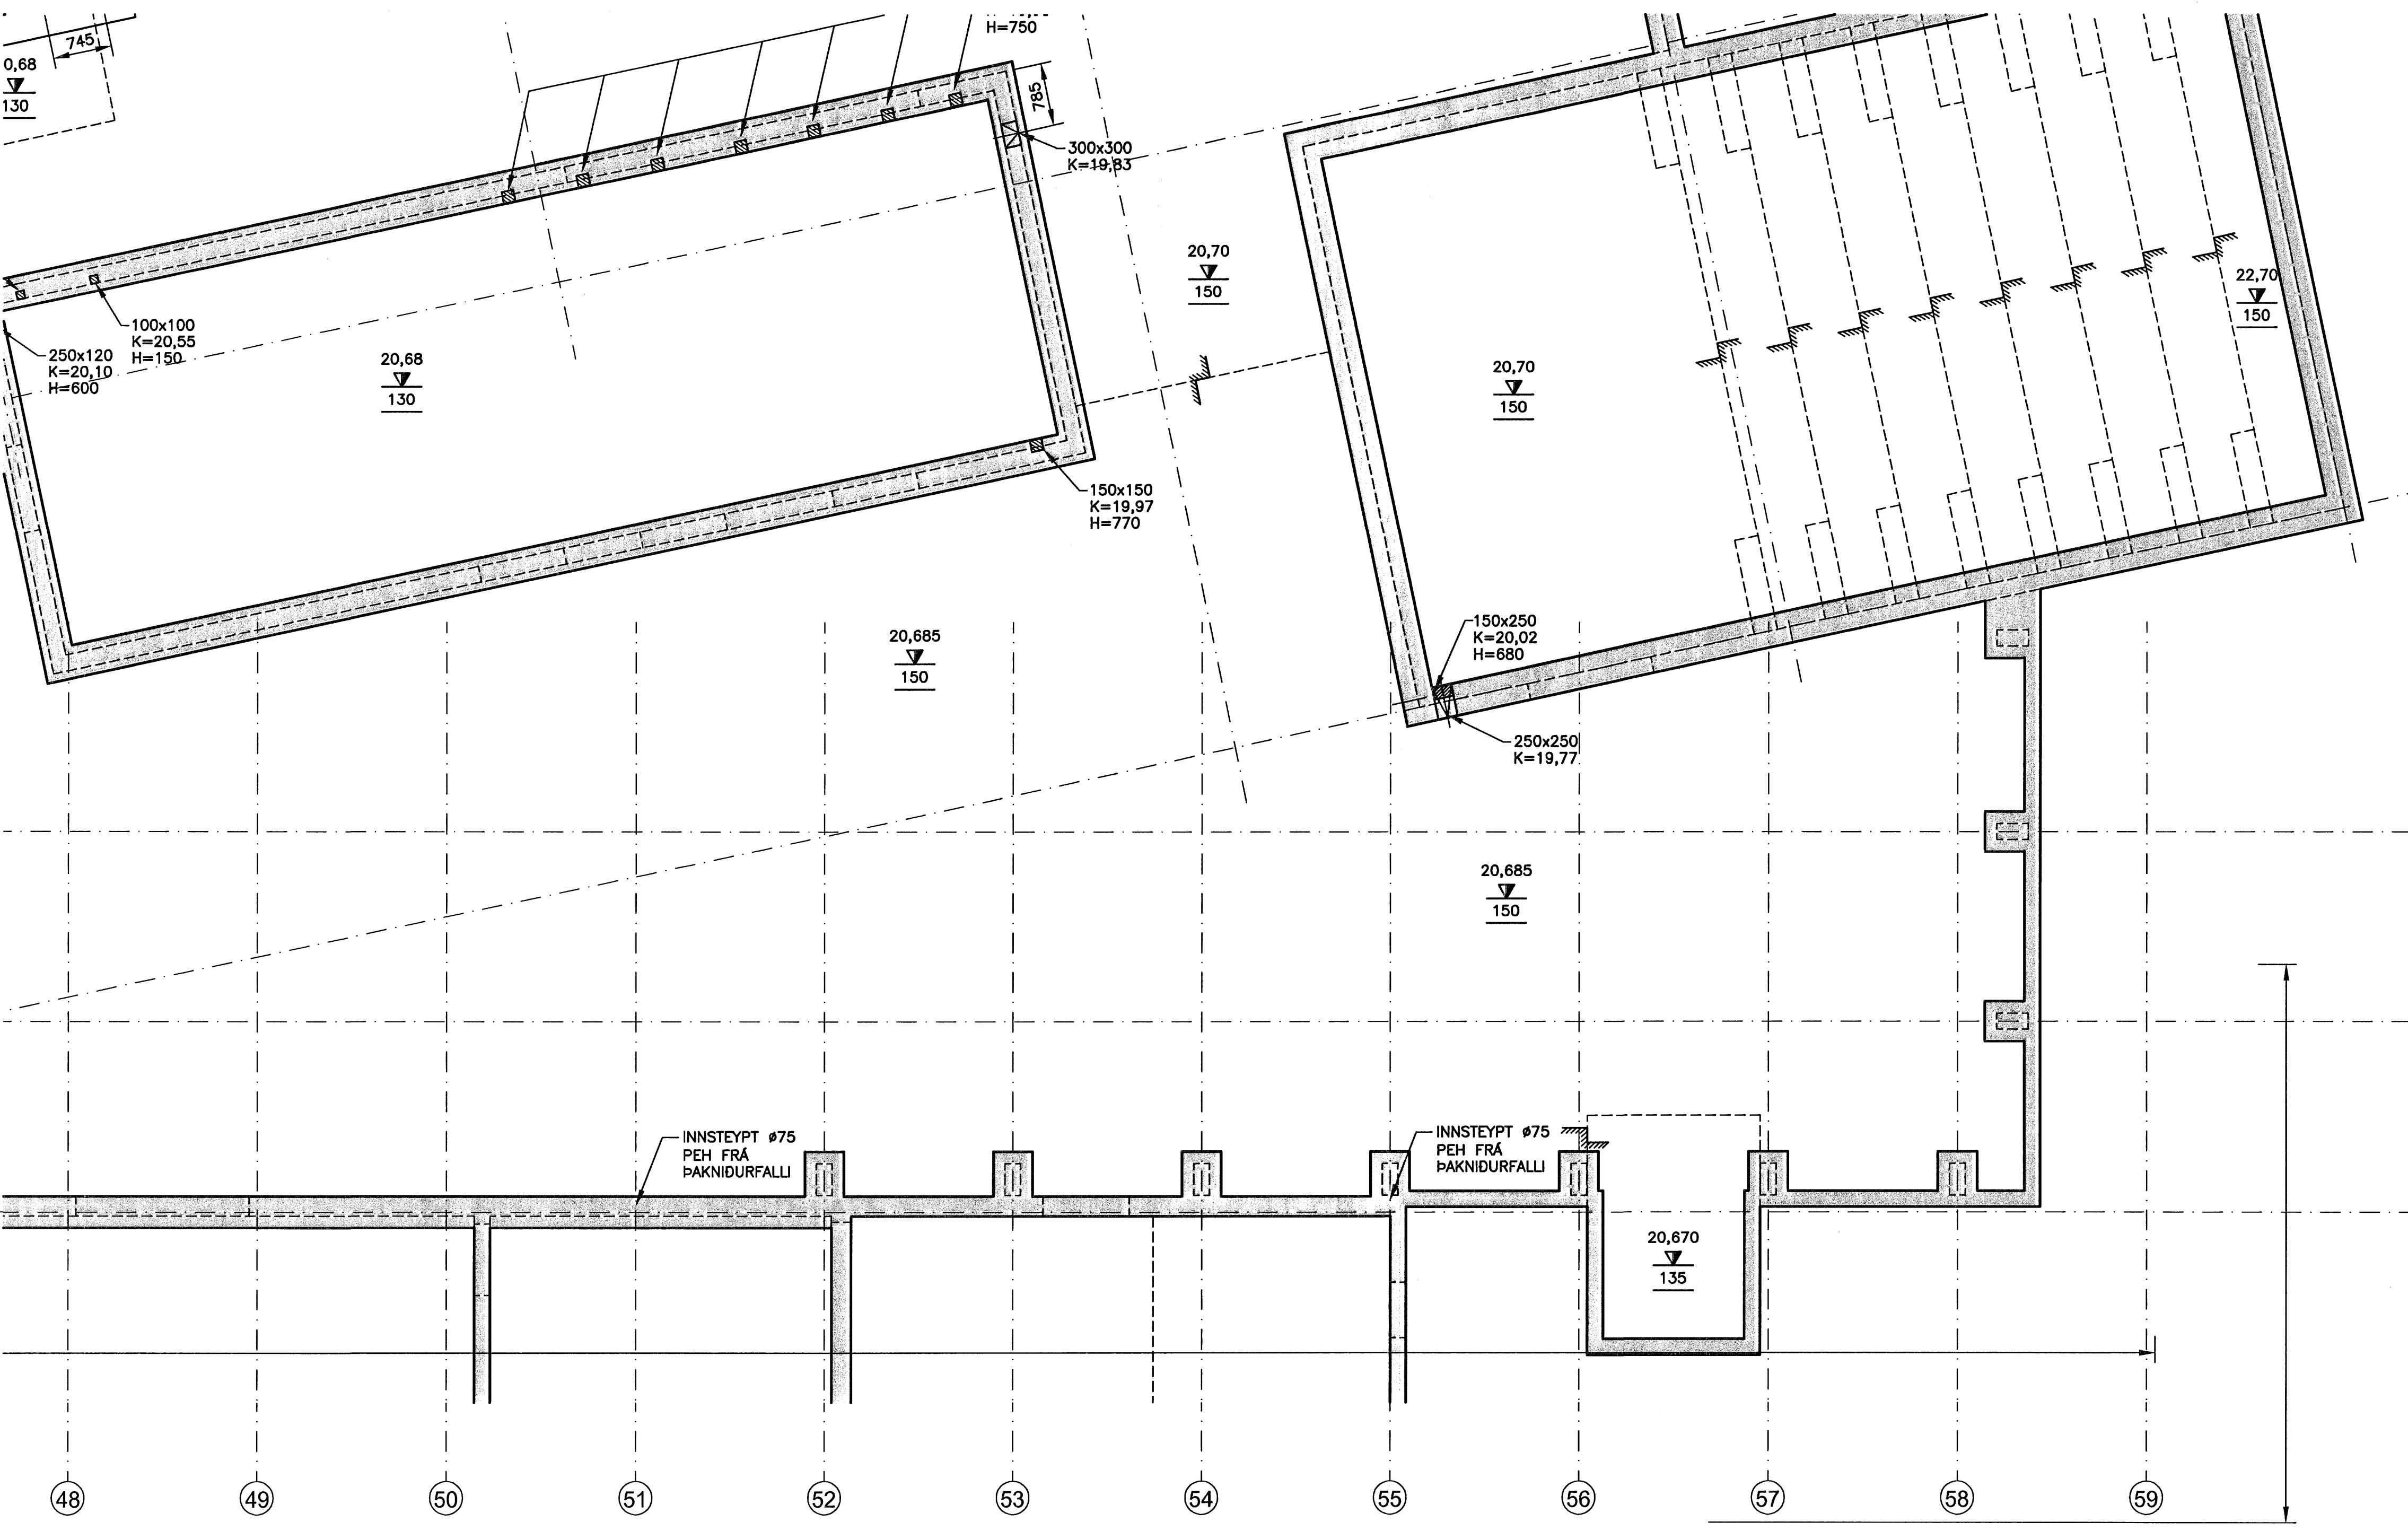 745
0,68
130
H=750
785
300x300
K=19,83
20,70
150
22,70
150
100x100
K=20,55
H=150
250x120
K=20,10
H=600
20,68
130
20,70
150
150x150
K=19,97
H=770
150x250
K=20,02
H=680
20,685
150
250x250
K=19,77
20,685
150
INNSTEYPT ø75
PEH FRÁ
ÞAKNIÐURFALLI
INNSTEYPT ø75
PEH FRÁ
ÞAKNIÐURFALLI
20,670
135
48 49 50 51 52 53 54 55 56 57 58 59